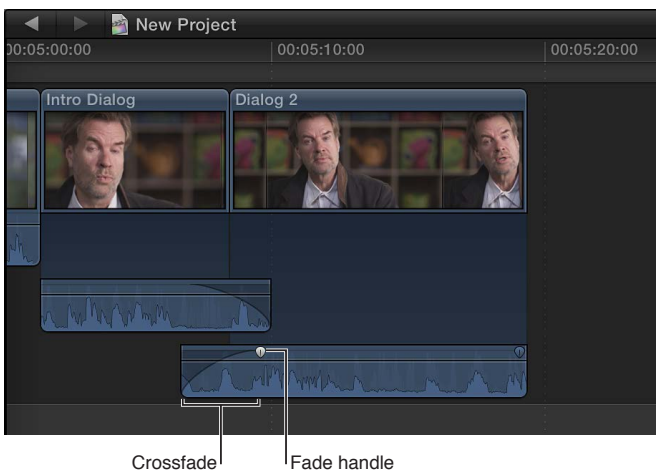 New Project
00:05:00:00
00:05:10:00
00:05:20:00
Intro Dialog
Dialog 2
Crossfade
Fade handle